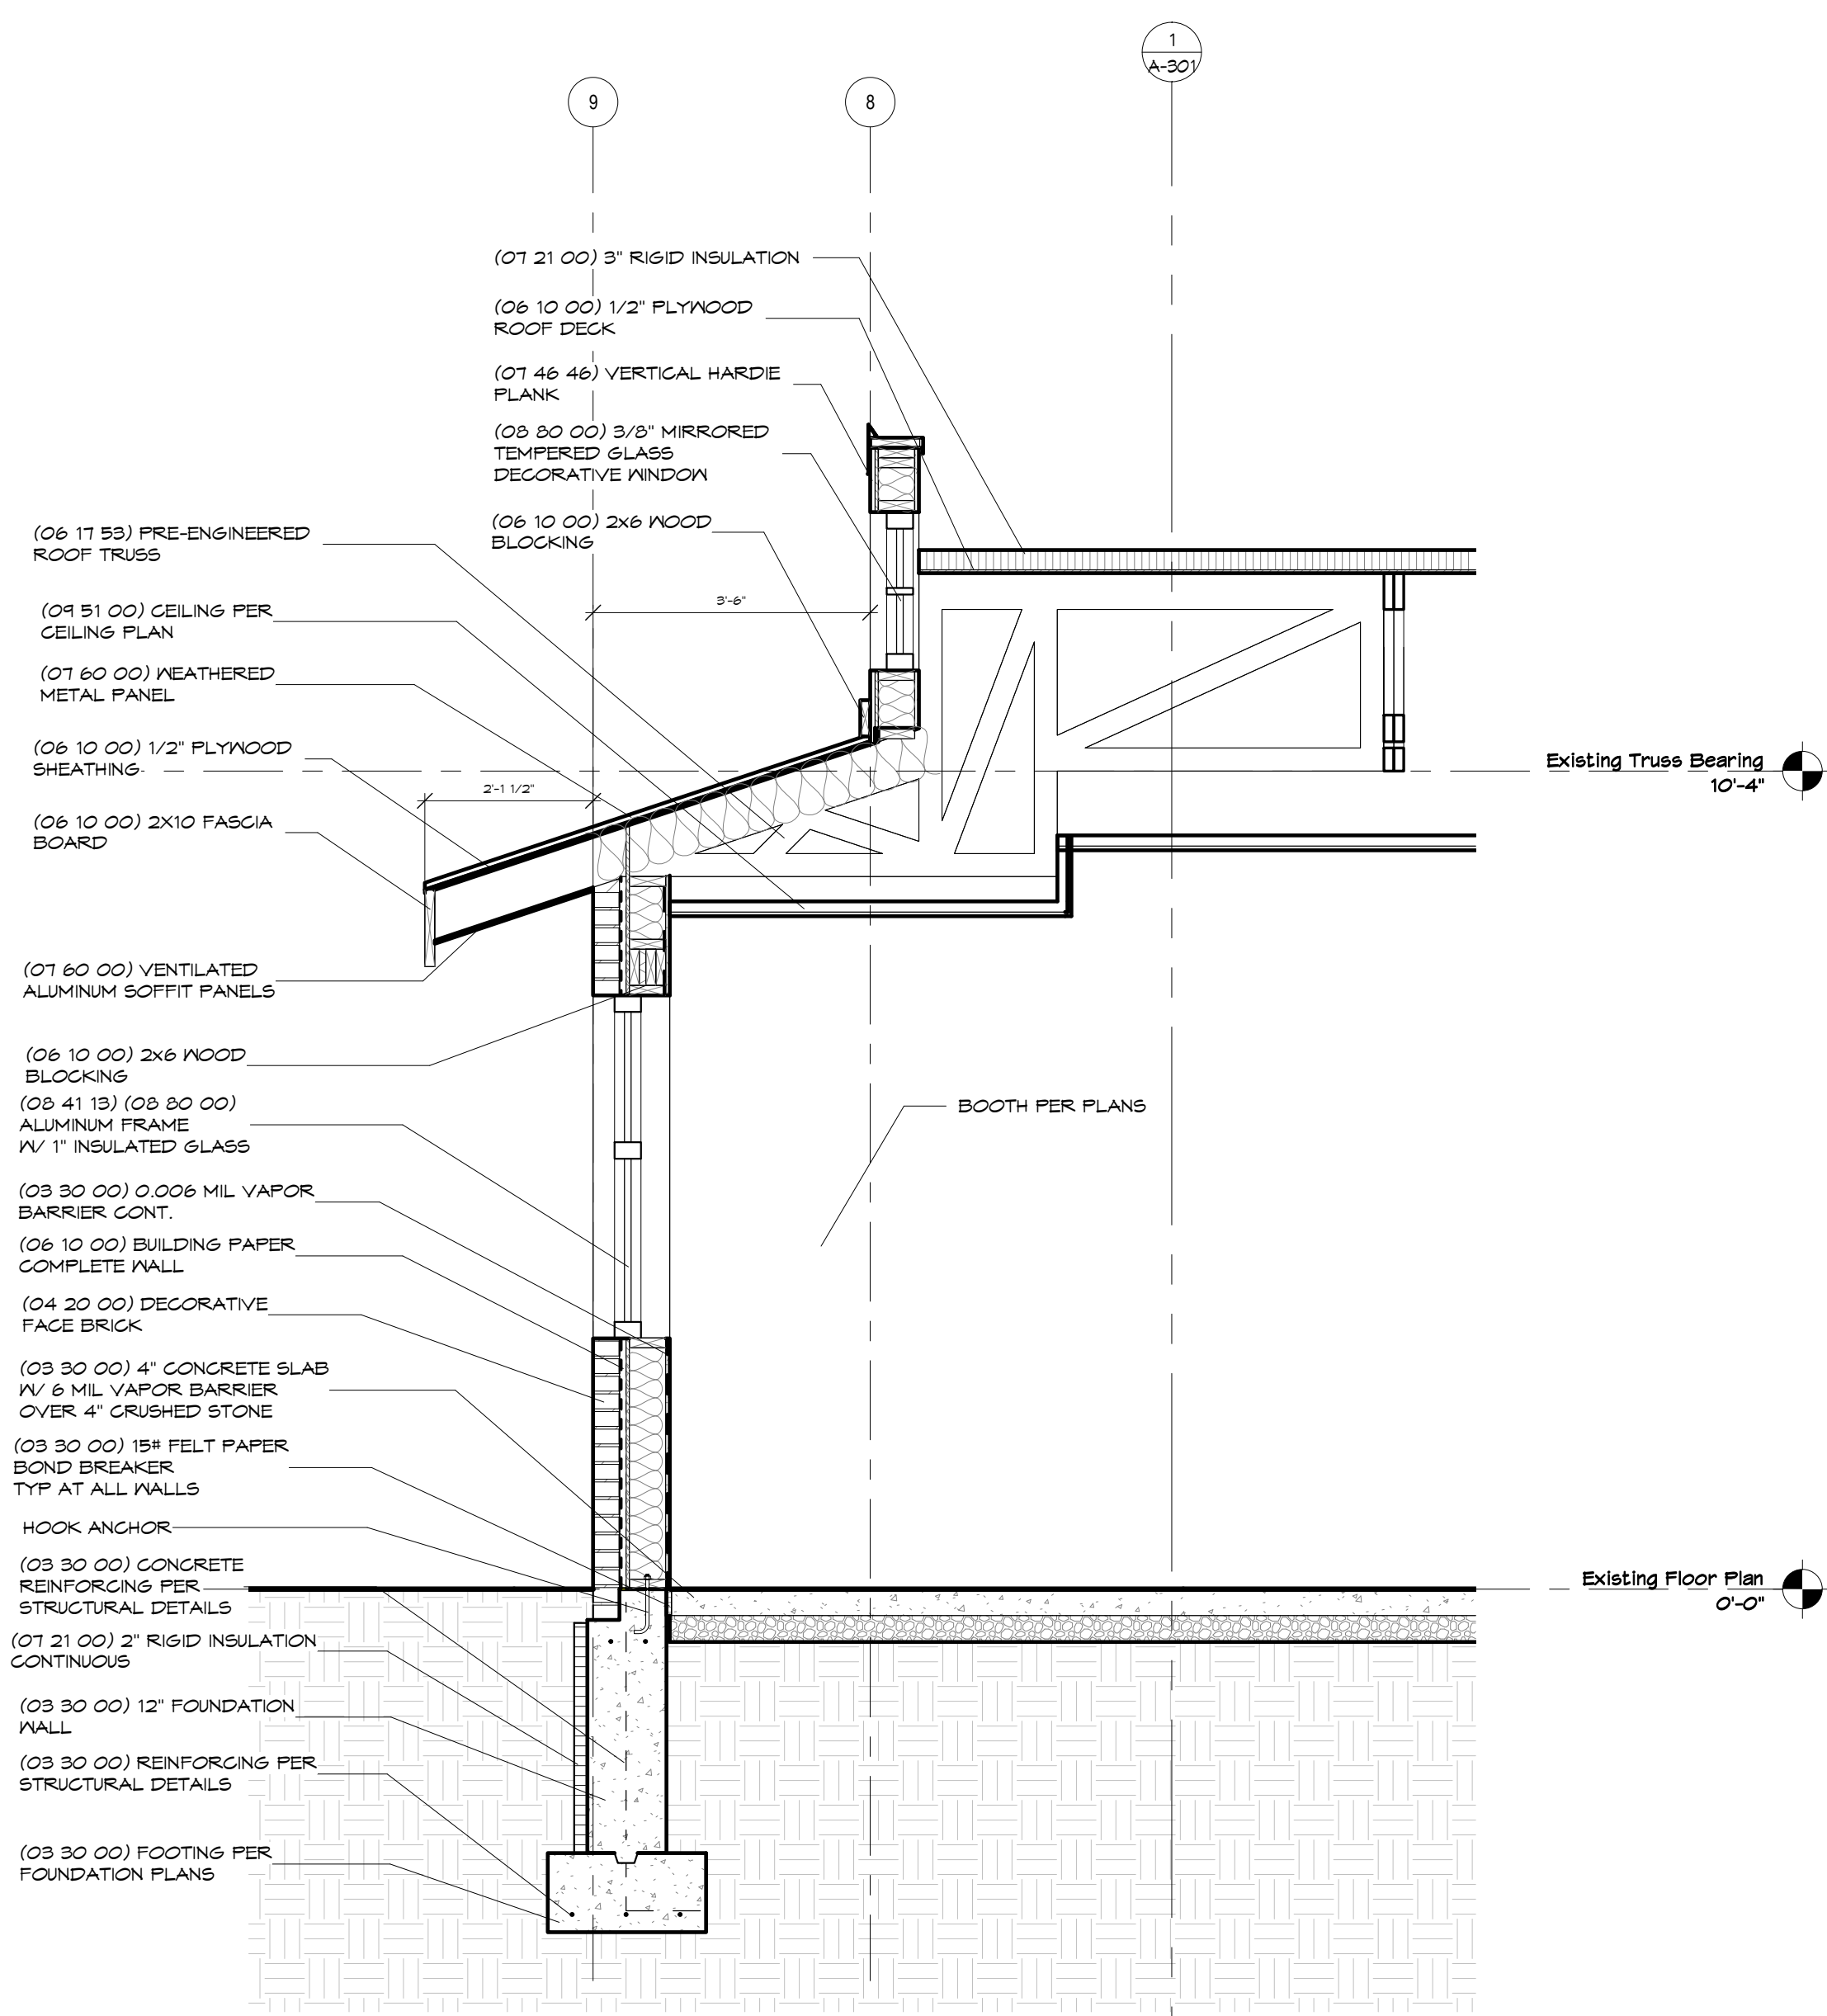 1
A-301
9
8
(07 21 00) 3" RIGID INSULATION
(06 10 00) 1/2" PLYWOOD
ROOF DECK
(07 46 46) VERTICAL HARDIE
PLANK
(08 80 00) 3/8" MIRRORED
TEMPERED GLASS
DECORATIVE WINDOW
(06 10 00) 2x6 WOOD
BLOCKING
(06 17 53) PRE-ENGINEERED
ROOF TRUSS
3'-6"
(09 51 00) CEILING PER
CEILING PLAN
(07 60 00) WEATHERED
METAL PANEL
(06 10 00) 1/2" PLYWOOD
SHEATHING
Existing Truss Bearing
10'-4"
2'-1 1/2"
(06 10 00) 2X10 FASCIA
BOARD
(07 60 00) VENTILATED
ALUMINUM SOFFIT PANELS
(06 10 00) 2x6 WOOD
BLOCKING
(08 41 13) (08 80 00)
ALUMINUM FRAME
W/ 1" INSULATED GLASS
BOOTH PER PLANS
(03 30 00) 0.006 MIL VAPOR
BARRIER CONT.
(06 10 00) BUILDING PAPER
COMPLETE WALL
(04 20 00) DECORATIVE
FACE BRICK
(03 30 00) 4" CONCRETE SLAB
W/ 6 MIL VAPOR BARRIER
OVER 4" CRUSHED STONE
(03 30 00) 15# FELT PAPER
BOND BREAKER
TYP AT ALL WALLS
HOOK ANCHOR
(03 30 00) CONCRETE
REINFORCING PER
STRUCTURAL DETAILS
Existing Floor Plan
0'-0"
(07 21 00) 2" RIGID INSULATION
CONTINUOUS
(03 30 00) 12" FOUNDATION
WALL
(03 30 00) REINFORCING PER
STRUCTURAL DETAILS
(03 30 00) FOOTING PER
FOUNDATION PLANS